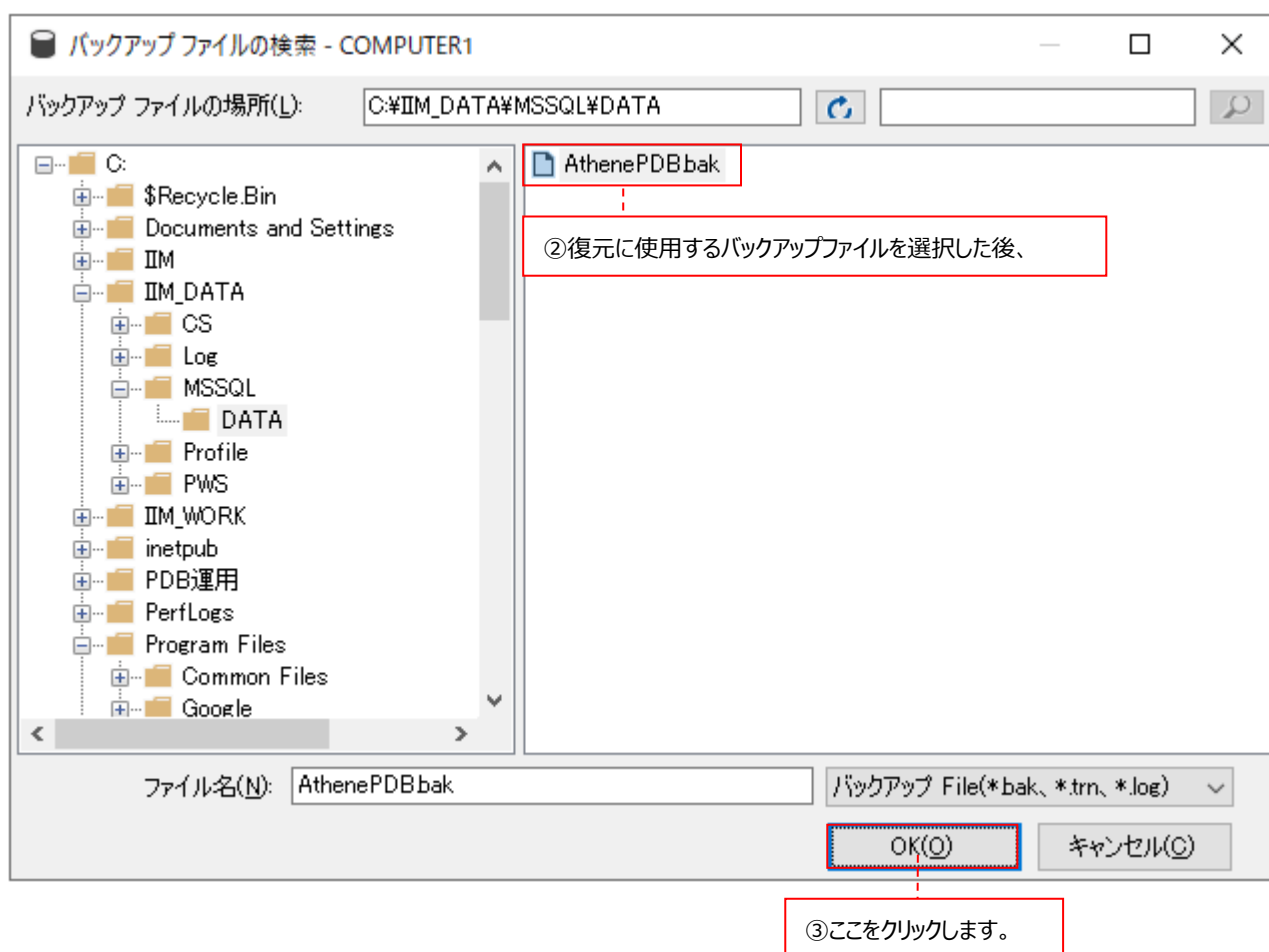 バックアップ ファイルの検索 - COMPUTER1
バックアップ ファイルの場所(L): C:¥IIM_DATA¥MSSQL¥DATA
C:
$Recycle.Bin
Documents and Settings
IIM
IIM_DATA
CS
Log
MSSQL
DATA
Profile
PWS
IIM_WORK
inetpub
PDB運用
PerfLogs
Program Files
Common Files
Google
AthenePDB.bak
②復元に使用するバックアップファイルを選択した後、
ファイル名(N): AthenePDB.bak バックアップ File(*.bak、*.trn、*.log)
OK(O) キャンセル(C)
③ここをクリックします。